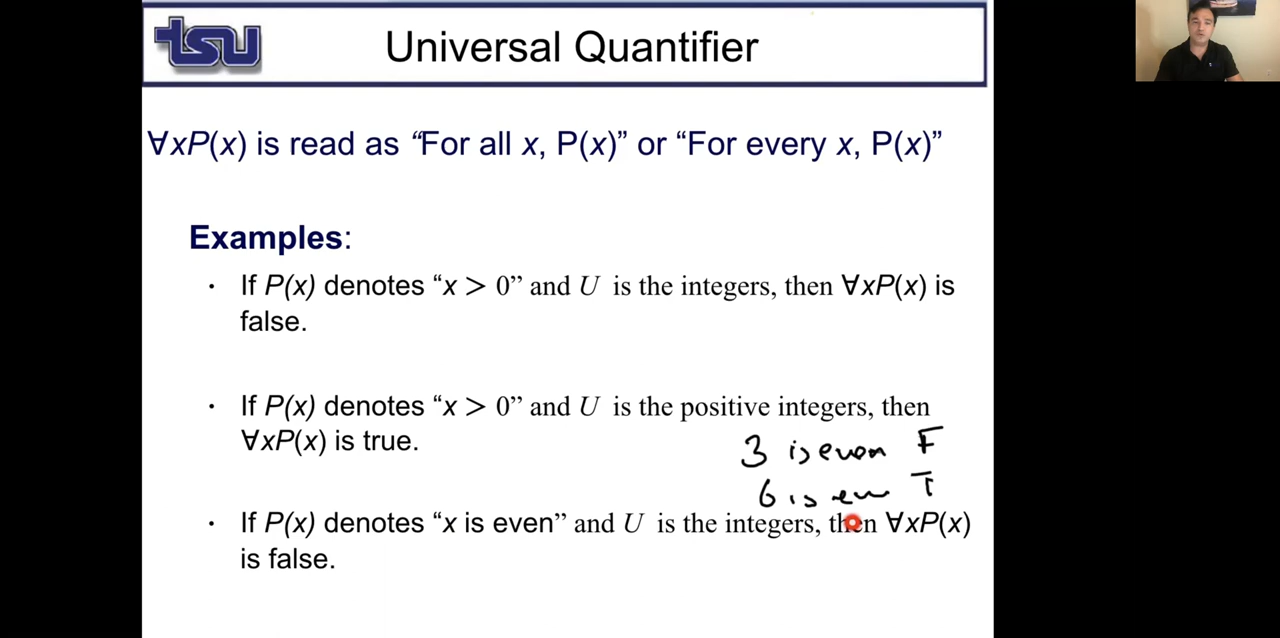 tsu
Universal Quantifier
∀xP(x) is read as “For all x, P(x)” or “For every x, P(x)”
Examples:
· If P(x) denotes “x > 0” and U is the integers, then ∀xP(x) is
false.
· If P(x) denotes “x > 0” and U is the positive integers, then
∀xP(x) is true.
3 is even F
6 is T
· If P(x) denotes “x is even” and U is the integers, then ∀xP(x)
is false.